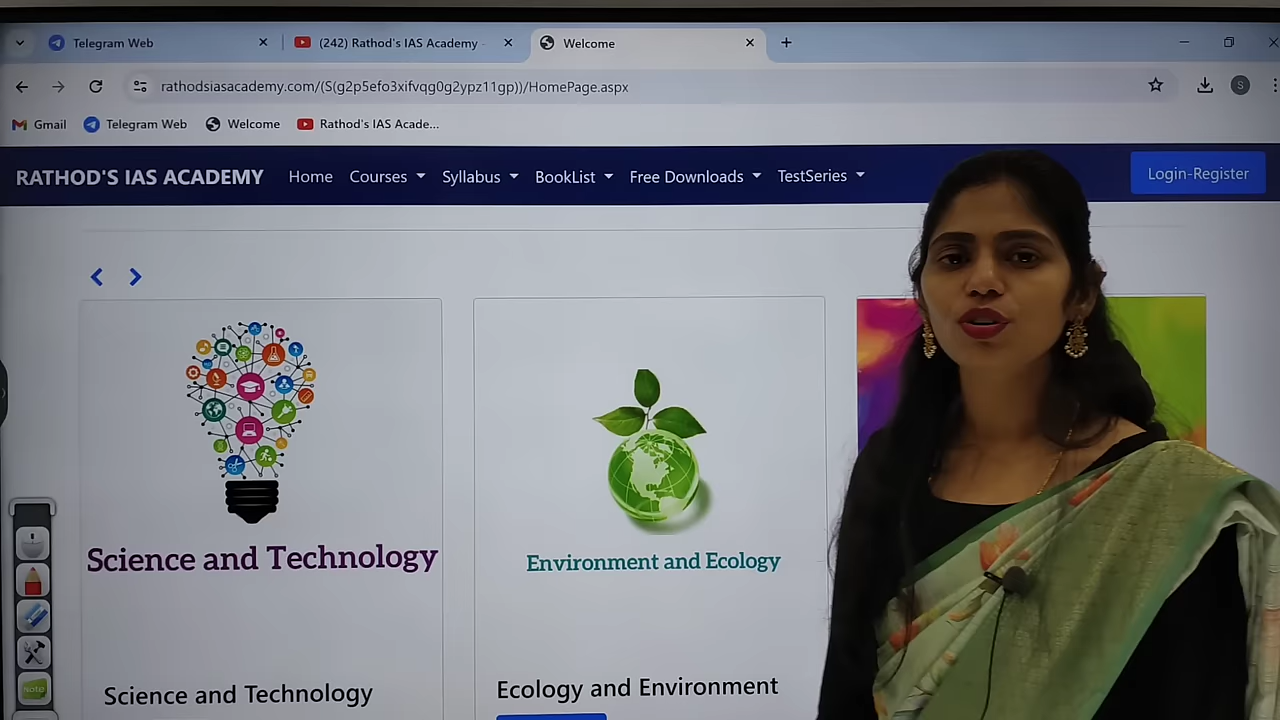 Telegram Web
(242) Rathod's IAS Academy
Welcome
rathodsiasacademy.com/(S(g2p5efo3xifvqg0g2ypz11gp))/HomePage.aspx
S
Gmail
Telegram Web
Welcome
Rathod's IAS Acade...
RATHOD'S IAS ACADEMY
Home
Courses
Syllabus
BookList
Free Downloads
TestSeries
Login-Register
Science and Technology
Environment and Ecology
Science and Technology
Ecology and Environment
Note